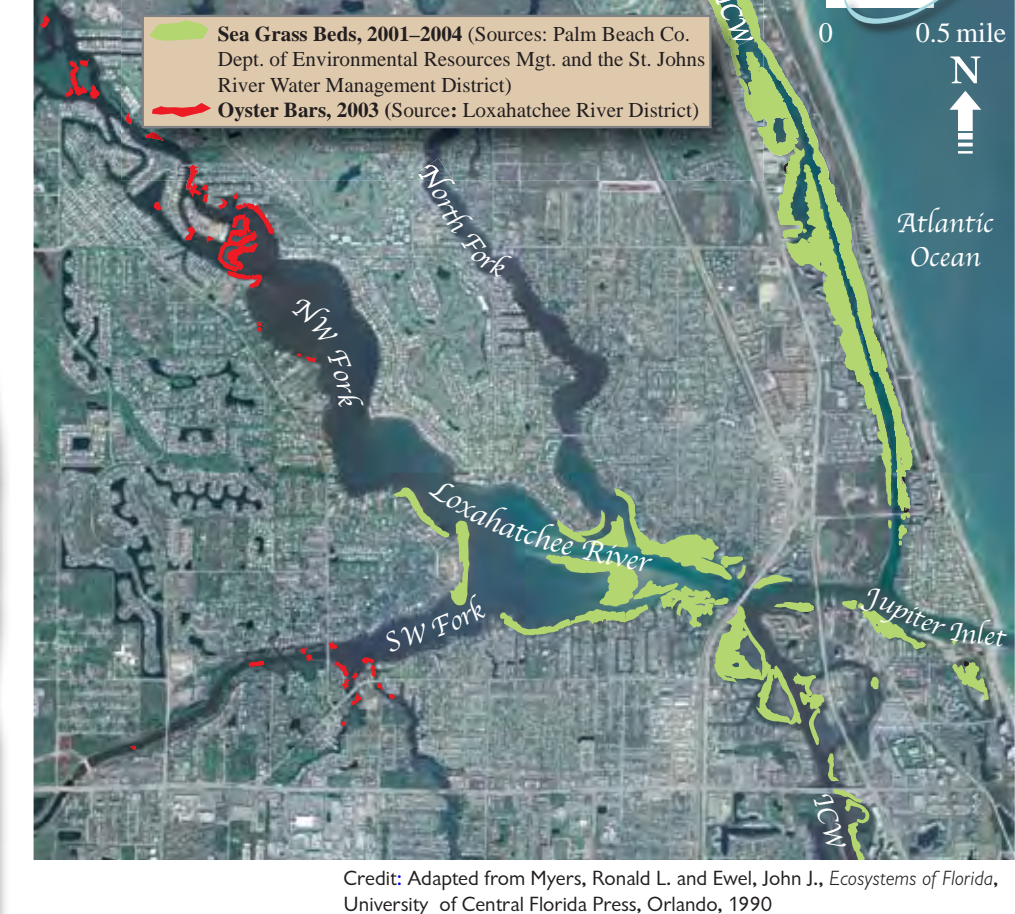 Sea Grass Beds, 2001–2004 (Sources: Palm Beach Co.
Dept. of Environmental Resources Mgt. and the St. Johns
River Water Management District)
Oyster Bars, 2003 (Source: Loxahatchee River District)
ICW
0 0.5 mile
N
North Fork
Atlantic
Ocean
NW Fork
Loxahatchee River
SW Fork
Jupiter Inlet
ICW
Credit: Adapted from Myers, Ronald L. and Ewel, John J., Ecosystems of Florida,
University of Central Florida Press, Orlando, 1990